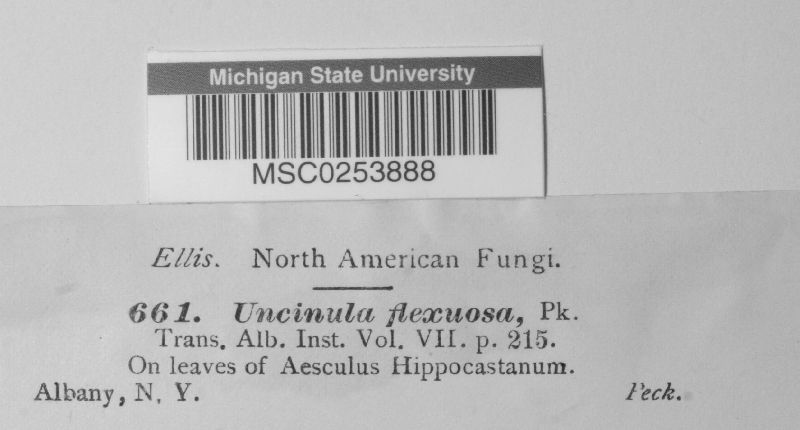 Michigan State University
MSC0253888
Ellis. North American Fungi.
661. Uncinula flexuosa, Pk.
Trans. Alb. Inst. Vol. VII. p. 215.
On leaves of Aesculus Hippocastanum.
Albany, N. Y. Peck.